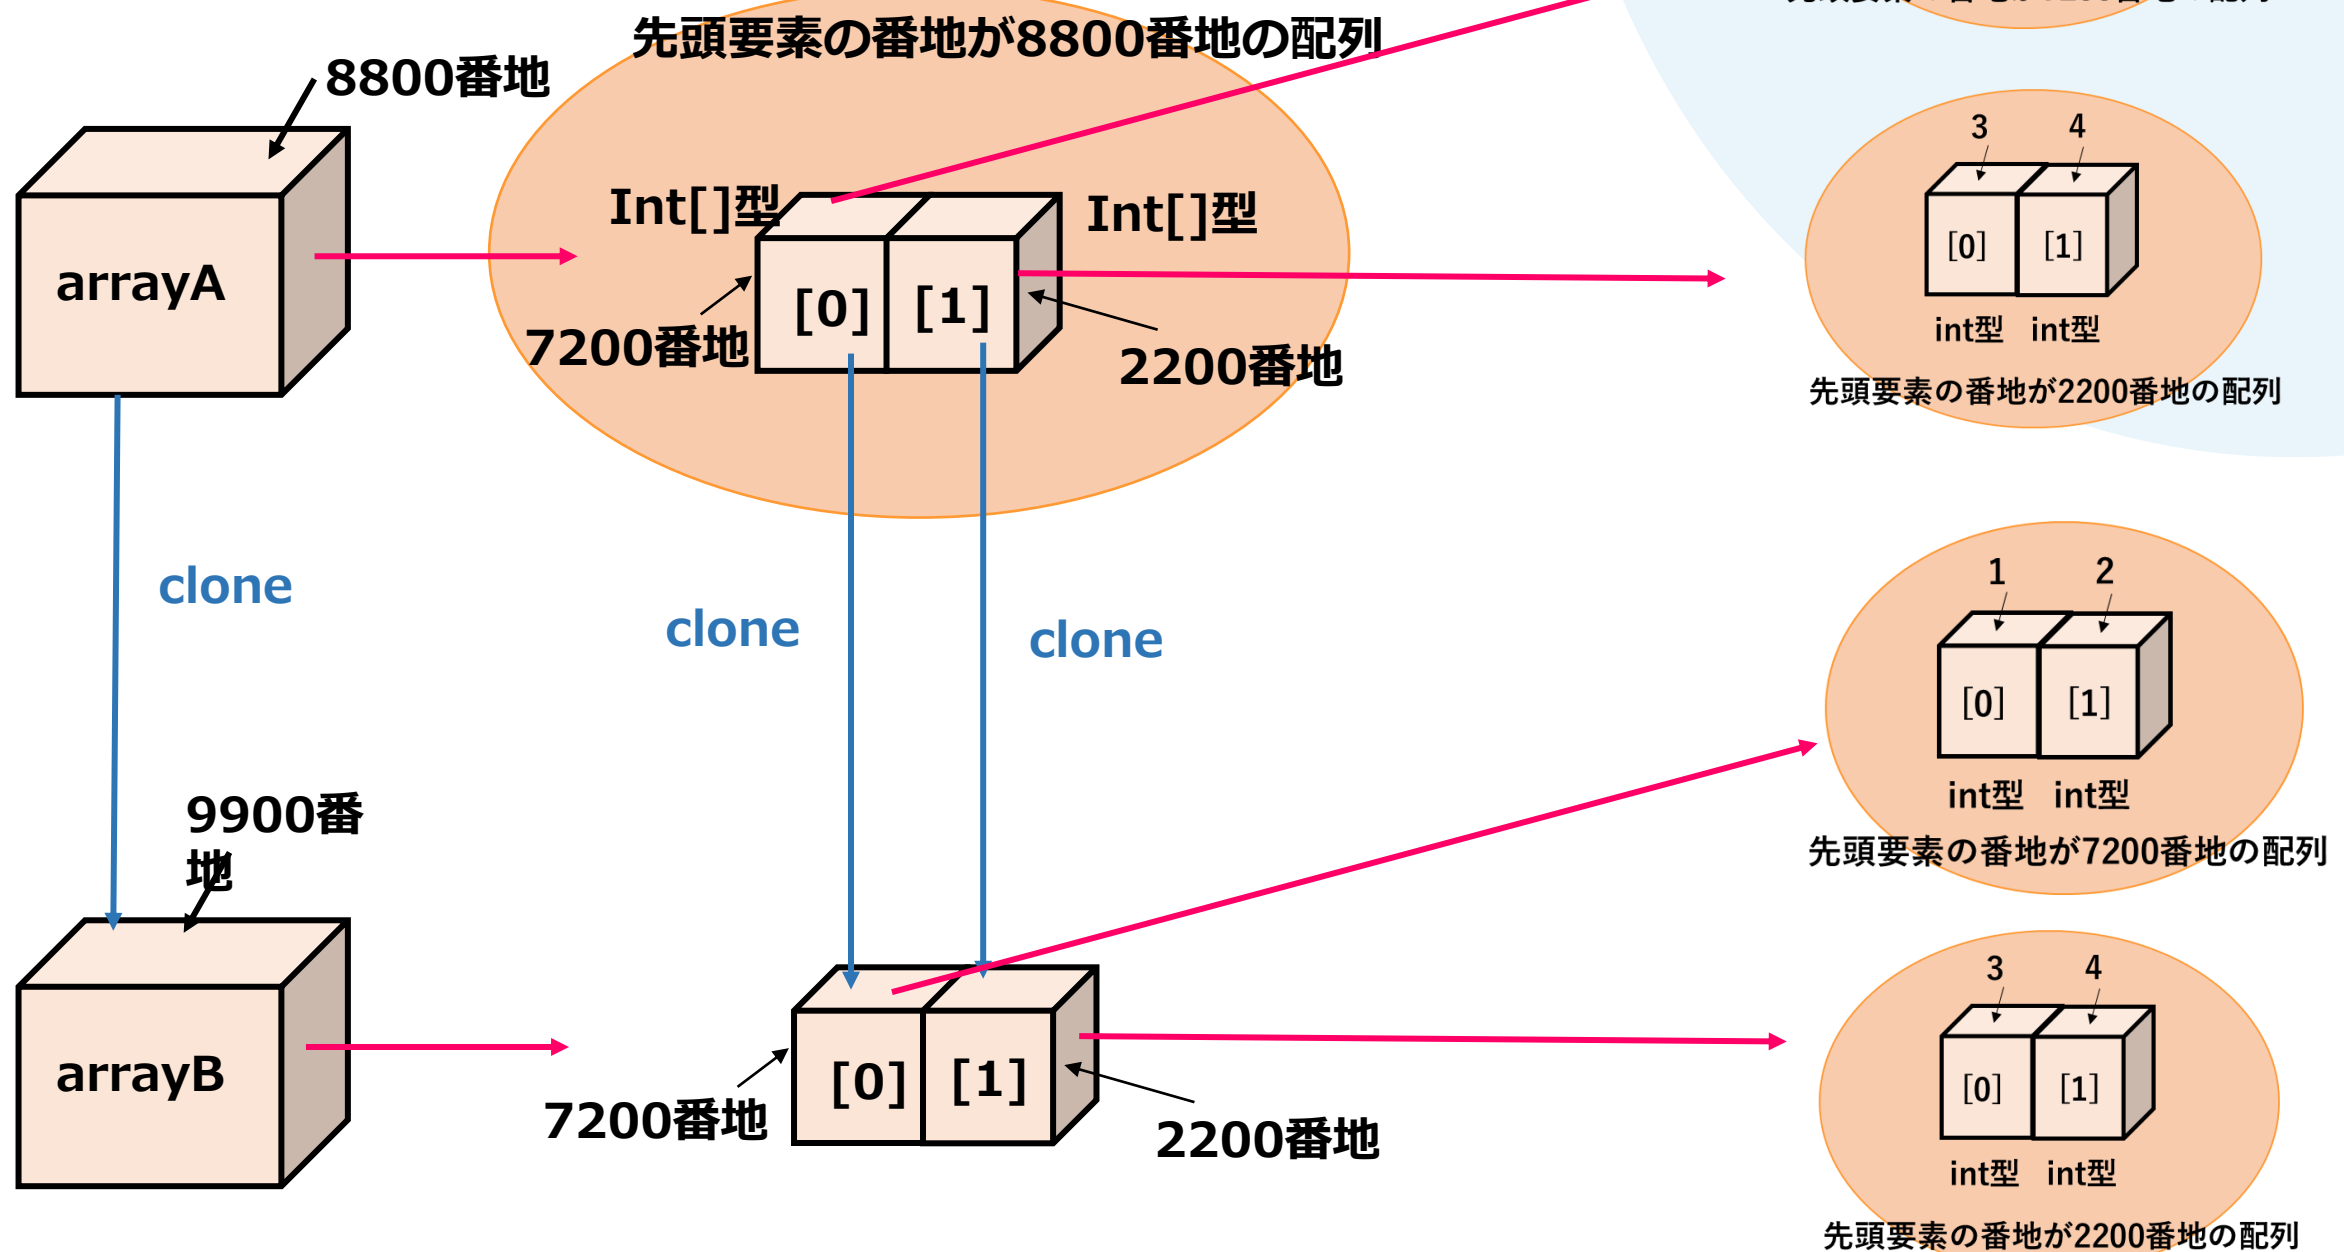 先頭要素の番地が8800番地の配列
8800番地
arrayA
Int[]型
Int[]型
[0]
[1]
7200番地
2200番地
3
4
[0]
[1]
int型
int型
先頭要素の番地が2200番地の配列
clone
clone
clone
1
2
[0]
[1]
int型
int型
先頭要素の番地が7200番地の配列
9900番
地
arrayB
[0]
[1]
7200番地
2200番地
3
4
[0]
[1]
int型
int型
先頭要素の番地が2200番地の配列